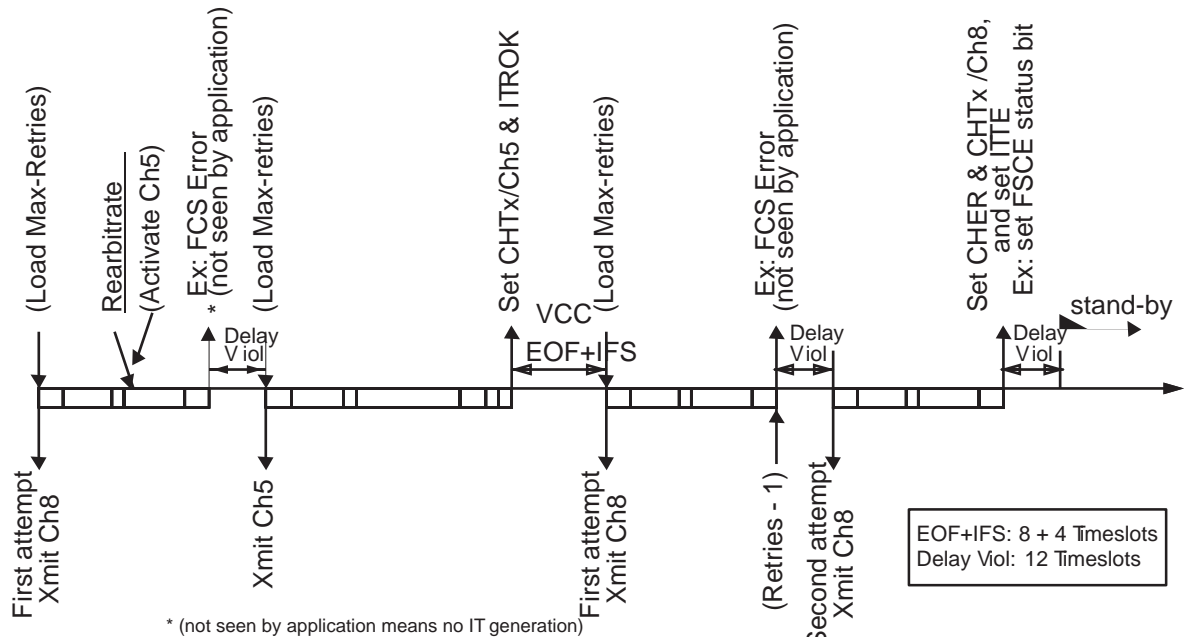 (Load Max-Retries)
Rearbitrate
(Activate Ch5)
Ex: FCS Error
* (not seen by application)
(Load Max-retries)
Set CHTx/Ch5 & ITROK
(Load Max-retries)
Ex: FCS Error
(not seen by application)
Set CHER & CHTx /Ch8,
and set ITTE
Ex: set FSCE status bit
Delay
Viol
VCC
EOF+IFS
Delay
Viol
Delay
Viol
stand-by
First attempt
Xmit Ch8
Xmit Ch5
First attempt
Xmit Ch8
(Retries - 1)
Second attempt
Xmit Ch8
EOF+IFS: 8 + 4 Timeslots
Delay Viol: 12 Timeslots
* (not seen by application means no IT generation)